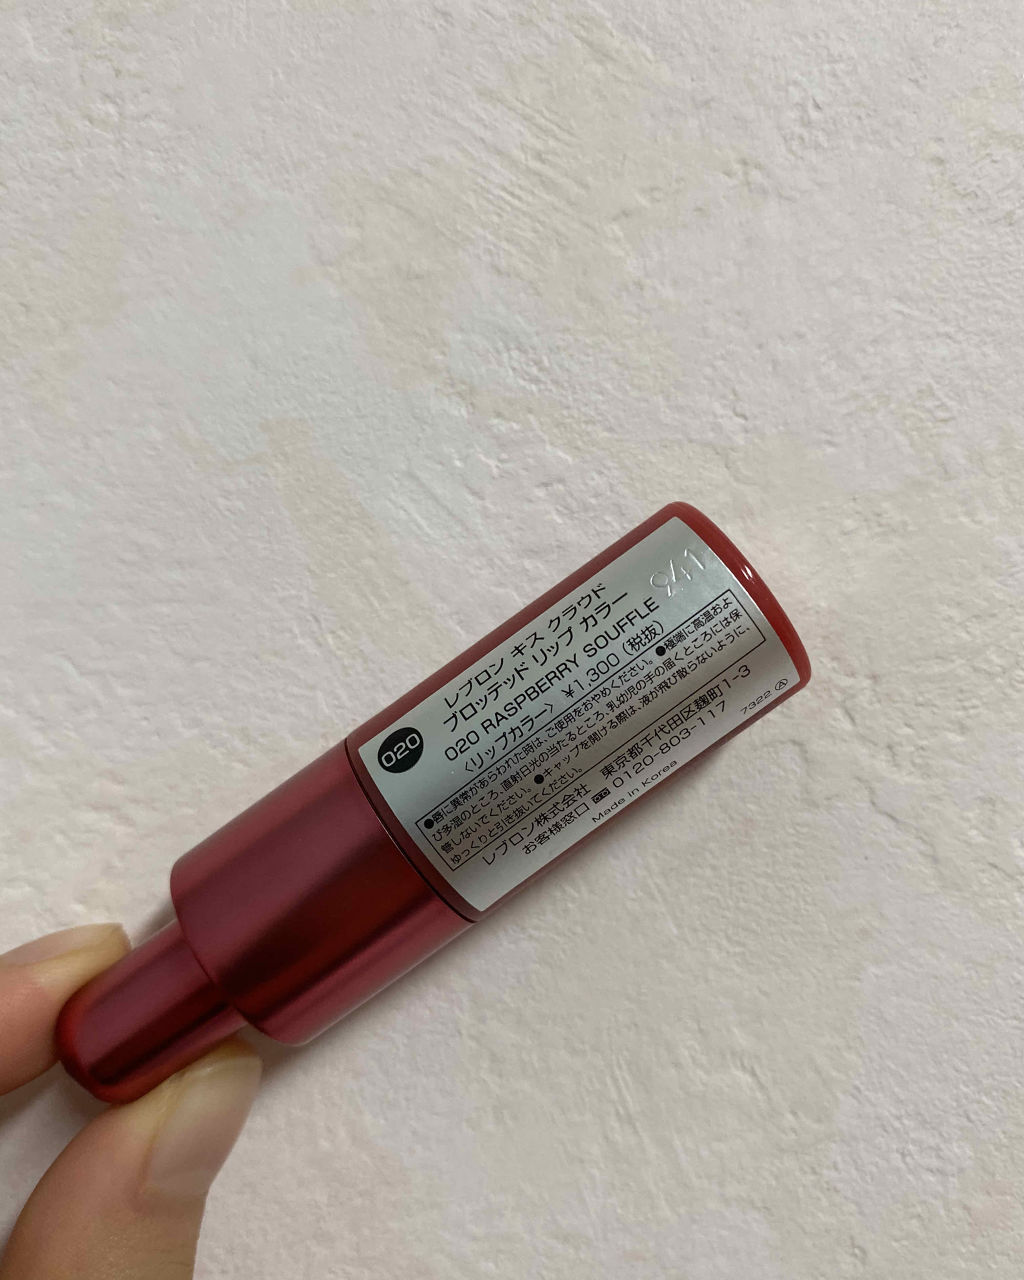 020
レブロン キス クラウド
ブロッテッド リップ カラー
020 RASPBERRY SOUFFLE
〈リップカラー〉 ¥1,300(税抜)
●唇に異常があらわれた時は、ご使用をおやめください。 ●極端に高温およ
び多湿のところ、直射日光の当たるところ、乳幼児の手の届くところには保
管しないでください。 ●キャップを開ける際は、液が飛び散らないように、
ゆっくりと引き抜いてください。
レブロン株式会社 東京都千代田区麹町1-3
お客様窓口 0120-803-117
Made in Korea 7322 Ⓐ